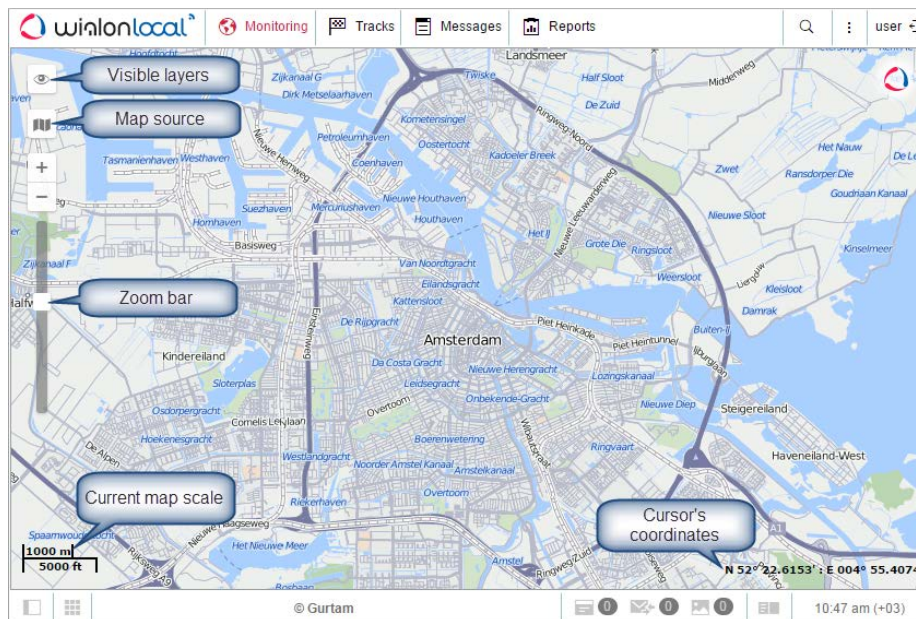 wialon local
Monitoring
Tracks
Messages
Reports
user
Visible layers
Map source
Zoom bar
Current map scale
Cursor's
coordinates
Landsmeer
Twiske
Zijkanaal G
Dirk Metselaarhaven
Petroleumhaven
Coenhaven
Tasmanienhaven
Westhaven
Nieuwe Hemweg
Suezhaven
Mercuriushaven
Hornhaven
Basisweg
Zijkanaal F
Kometensingel
Oostertocht
Kadoeler Breek
Nieuwe Houthaven
Houthaven
Nieuwe Leeuwarderweg
Het IJ
Grote Die
Ringsloot
Weersloot
Half Sloot
De Zuid
Ringweg-Noord
Middenweg
Zwet
Het Nauw
Ransdorper Die
Goudriaan Kanaal
Nieuwe Sloot
Kinselmeer
Kleisloot
Damrak
Van Noordtgracht
Eilandsgracht
Kattensloot
De Rijpgracht
Einsteinweg
Amsterdam
Piet Heinkade
Piet Heintunnel
Buiten-IJ
IJburglaan
Kindereiland
Sloterplas
Osdorpergracht
Hoekenesgracht
Cornelis Lelylaan
De Alpen
Westlandgracht
Da Costa Gracht
Leidsegracht
Overtoom
Nieuwe Herengracht
Onbekende-Gracht
Lozingskanaal
Nieuwe Diep
Steigereiland
Boerenwetering
Wibautstraat
Ringvaart
Haveneiland-West
Noorder Amstel Kanaal
Amstelkanaal
Overtoom
Riekerhaven
Het Nieuwe Meer
Amstel
Ringweg Zuid
Rijksweg A9
A1
1000 m
5000 ft
N 52° 22.6153' : E 004° 55.4074
© Gurtam
0
0
0
10:47 am (+03)